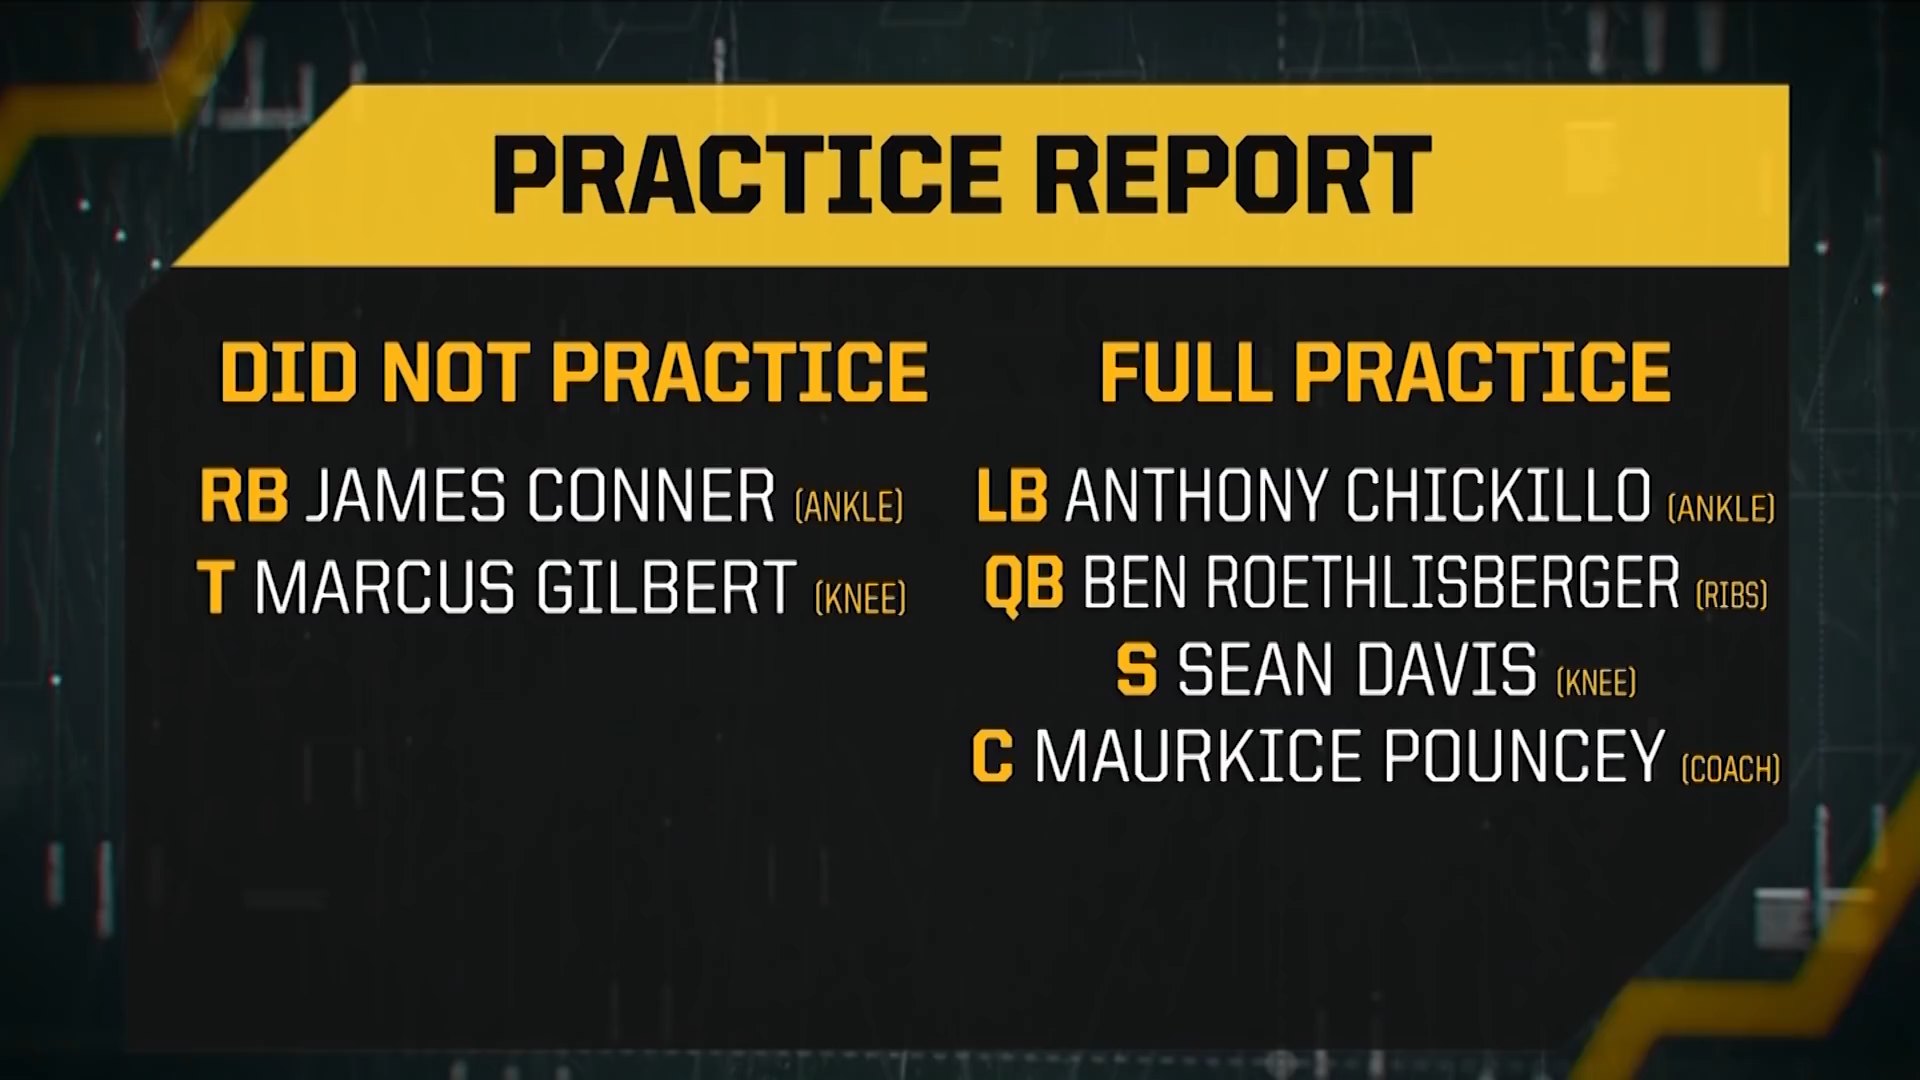 PRACTICE REPORT
DID NOT PRACTICE
RB JAMES CONNER (ANKLE)
T MARCUS GILBERT (KNEE)
FULL PRACTICE
LB ANTHONY CHICKILLO (ANKLE)
QB BEN ROETHLISBERGER (RIBS)
S SEAN DAVIS (KNEE)
C MAURKICE POUNCEY (COACH)